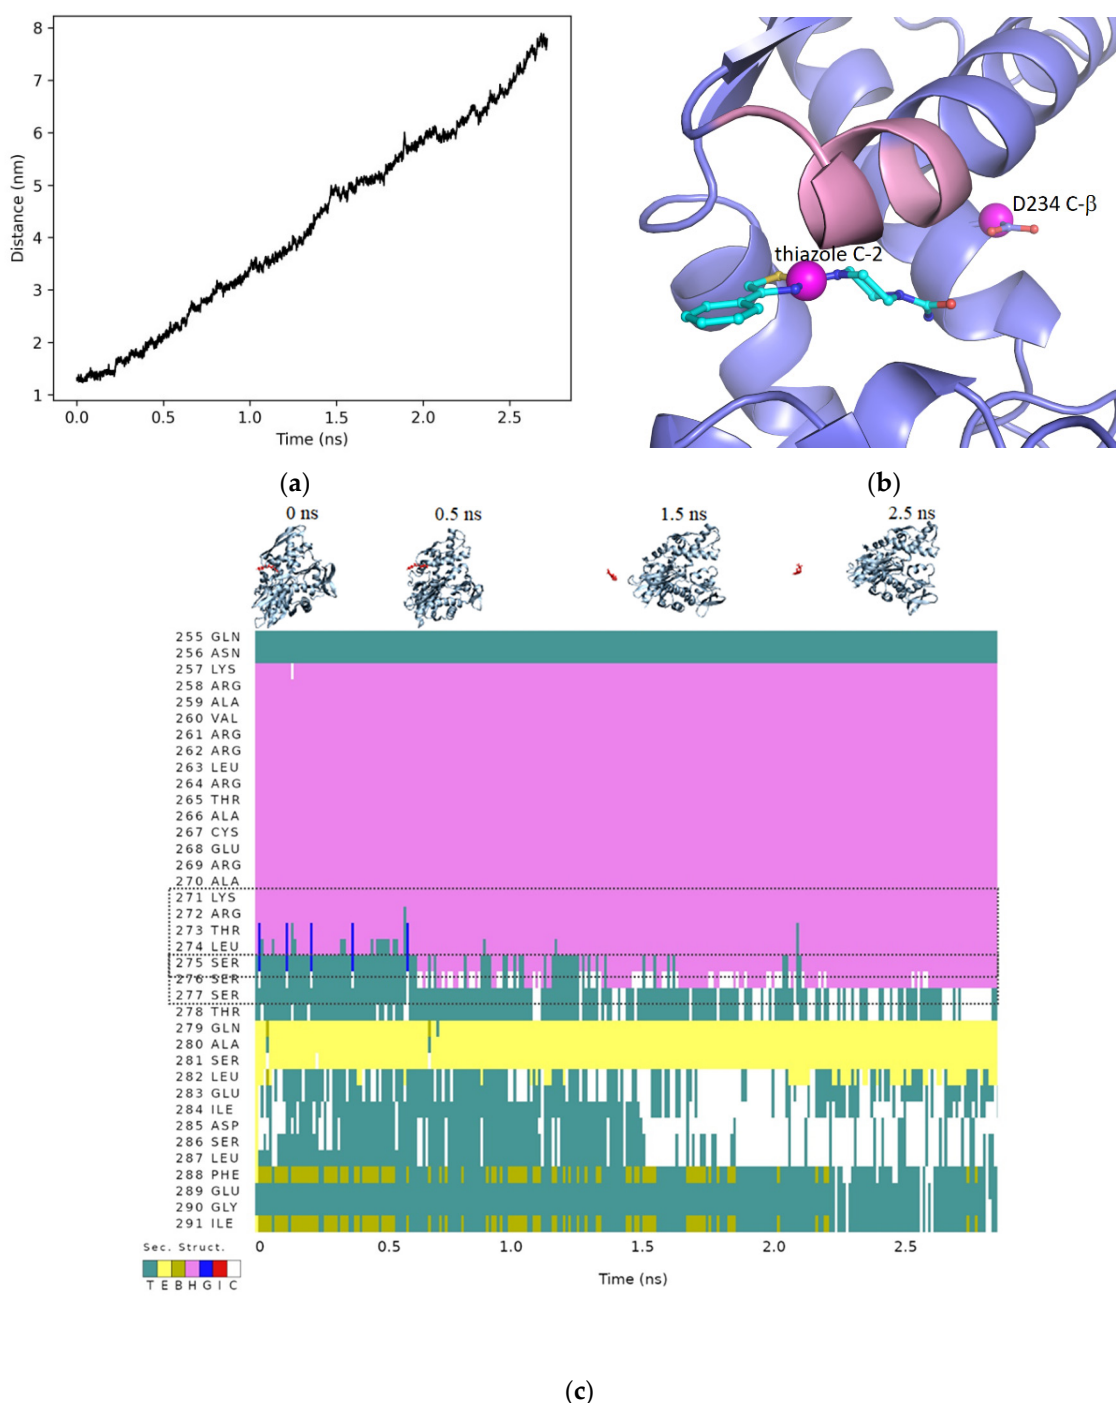 8
7
6
5
4
3
2
1
Distance (nm)
0.0 0.5 1.0 1.5 2.0 2.5
Time (ns)
D234 C-β
thiazole C-2
(a) (b)
0 ns 0.5 ns 1.5 ns 2.5 ns
255 GLN
256 ASN
257 LYS
258 ARG
259 ALA
260 VAL
261 ARG
262 ARG
263 LEU
264 ARG
265 THR
266 ALA
267 CYS
268 GLU
269 ARG
270 ALA
271 LYS
272 ARG
273 THR
274 LEU
275 SER
276 SER
277 SER
278 THR
279 GLN
280 ALA
281 SER
282 LEU
283 GLU
284 ILE
285 ASP
286 SER
287 LEU
288 PHE
289 GLU
290 GLY
291 ILE
0 0.5 1.0 1.5 2.0 2.5
Time (ns)
Sec. Struct.
T E B H G I C
(c)